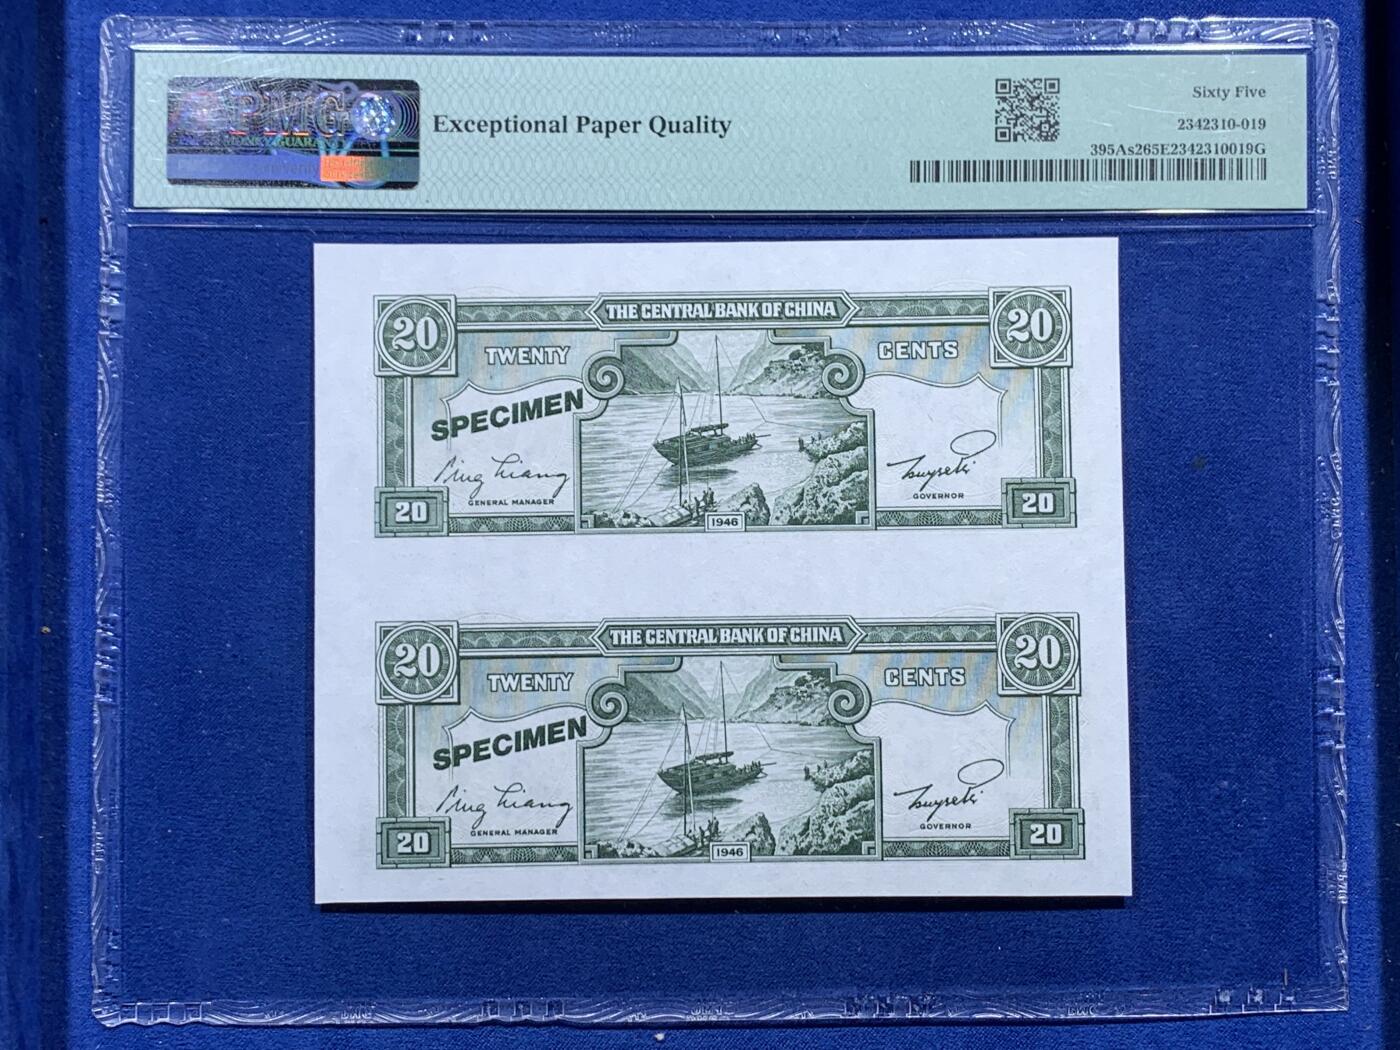 PMG
Exceptional Paper Quality
Sixty Five
2342310-019
395As265E2342310019G
THE CENTRAL BANK OF CHINA
20
20
TWENTY
CENTS
SPECIMEN
GENERAL MANAGER
GOVERNOR
20
1946
20
THE CENTRAL BANK OF CHINA
20
20
TWENTY
CENTS
SPECIMEN
GENERAL MANAGER
GOVERNOR
20
1946
20